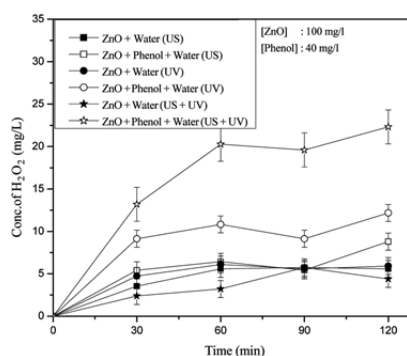 35
30
25
20
15
10
5
0
Conc.of H₂O₂ (mg/L)
ZnO + Water (US)
ZnO + Phenol + Water (US)
ZnO + Water (UV)
ZnO + Phenol + Water (UV)
ZnO + Water (US + UV)
ZnO + Phenol + Water (US + UV)
[ZnO] : 100 mg/l
[Phenol] : 40 mg/l
0 30 60 90 120
Time (min)